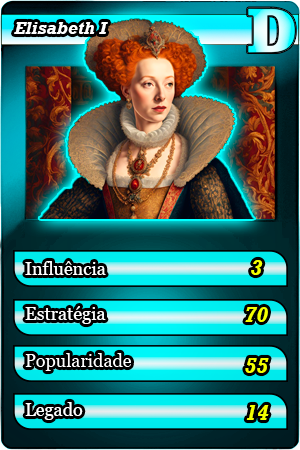 Elisabeth I
D
Influência 3
Estratégia 70
Popularidade 55
Legado 14